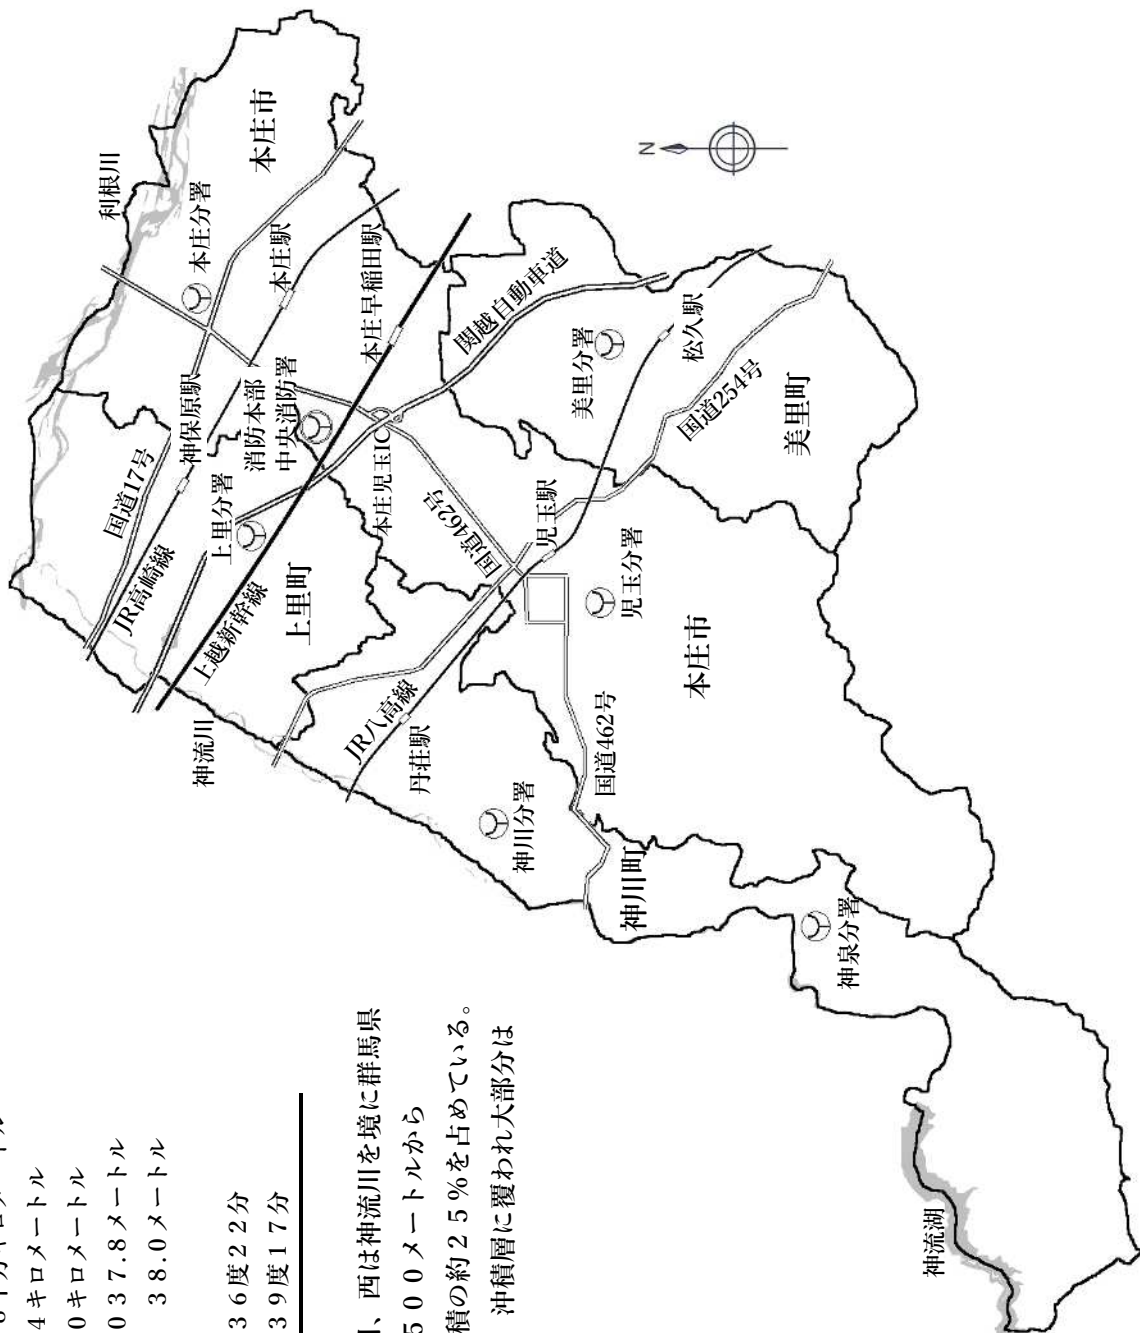 4キロメートル
0キロメートル
037.8メートル
38.0メートル
36度22分
39度17分
、西は神流川を境に群馬県
500メートルから
積の約25%を占めている。
沖積層に覆われ大部分は
利根川
本庄市
本庄分署
本庄駅
本庄早稲田駅
関越自動車道
神保原駅
消防本部
中央消防署
国道17号
上里分署
本庄児玉IC
JR高崎線
上越新幹線
上里町
国道462号
児玉駅
美里分署
松久駅
国道254号
美里町
児玉分署
本庄市
神流川
JR八高線
丹荘駅
国道462号
神川分署
神川町
神泉分署
神流湖
N